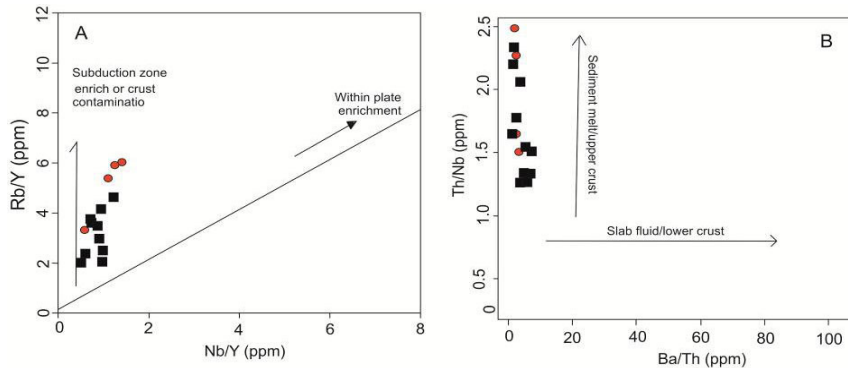 A
12
10
8
6
4
2
0
Rb/Y (ppm)
Subduction zone
enrich or crust
contaminatio
Within plate
enrichment
0
2
4
6
8
Nb/Y (ppm)
B
2.5
2.0
1.5
1.0
0.5
0
Th/Nb (ppm)
Sediment melt/upper crust
Slab fluid/lower crust
0
20
40
60
80
100
Ba/Th (ppm)